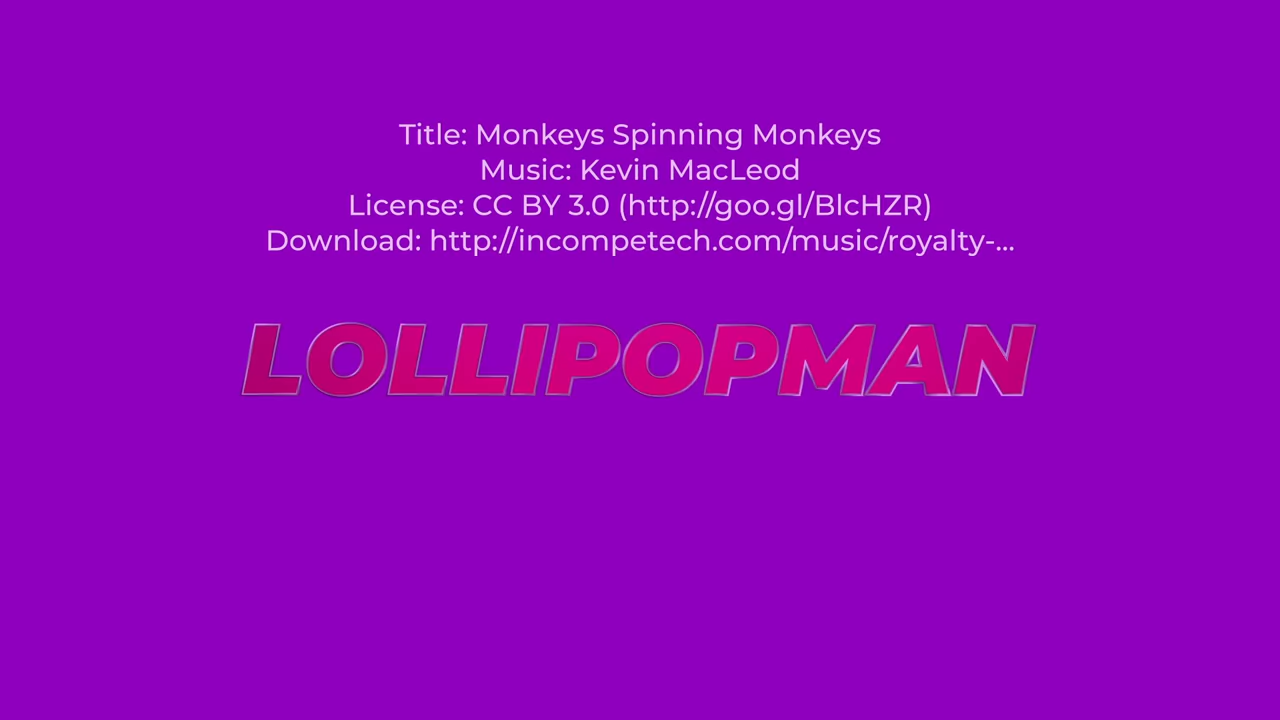 Title: Monkeys Spinning Monkeys
Music: Kevin MacLeod
License: CC BY 3.0 (http://goo.gl/BlcHZR)
Download: http://incompetech.com/music/royalty-...
LOLLIPOPMAN